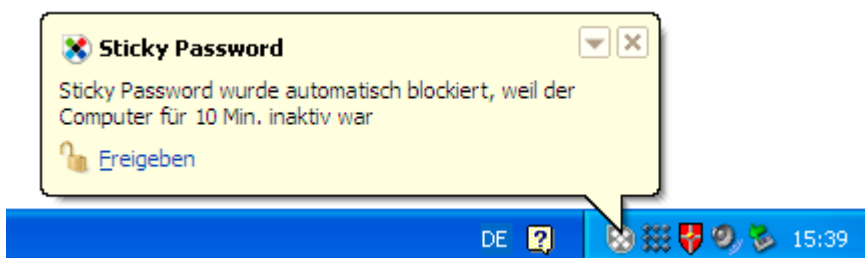 Sticky Password
Sticky Password wurde automatisch blockiert, weil der
Computer für 10 Min. inaktiv war
Freigeben
DE ? 15:39